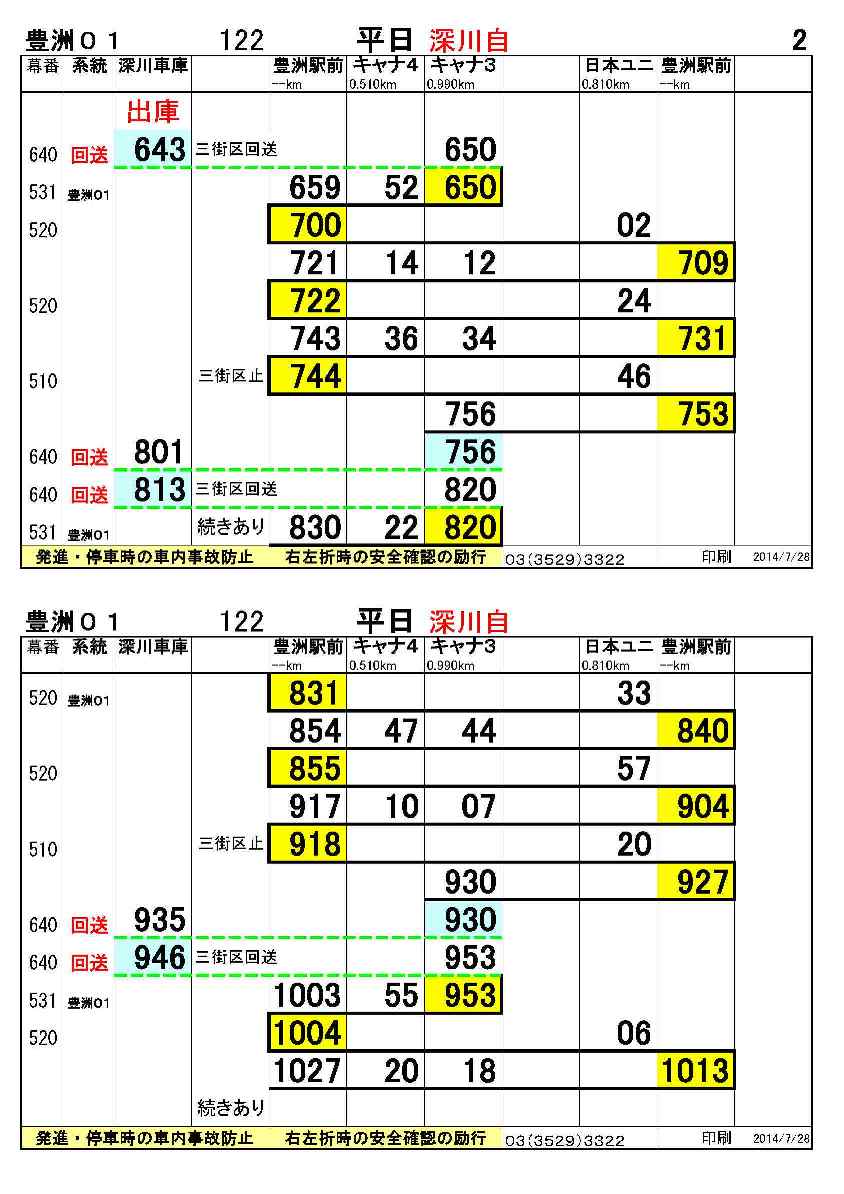 豊洲０１ 122 平日 深川自 2
幕番 系統 深川車庫 豊洲駅前 キャナ4 キャナ3 日本ユニ 豊洲駅前
--km 0.510km 0.990km 0.810km --km
出庫
640 回送 643 三街区回送 650
531 豊洲01 659 52 650
520 700 02
721 14 12 709
520 722 24
743 36 34 731
510 三街区止 744 46
756 753
640 回送 801 756
640 回送 813 三街区回送 820
531 豊洲01 続きあり 830 22 820
発進・停車時の車内事故防止 右左折時の安全確認の励行 03(3529)3322 印刷 2014/7/28
豊洲０１ 122 平日 深川自
幕番 系統 深川車庫 豊洲駅前 キャナ4 キャナ3 日本ユニ 豊洲駅前
--km 0.510km 0.990km 0.810km --km
520 豊洲01 831 33
854 47 44 840
520 855 57
917 10 07 904
510 三街区止 918 20
930 927
640 回送 935 930
640 回送 946 三街区回送 953
531 豊洲01 1003 55 953
520 1004 06
1027 20 18 1013
続きあり
発進・停車時の車内事故防止 右左折時の安全確認の励行 03(3529)3322 印刷 2014/7/28